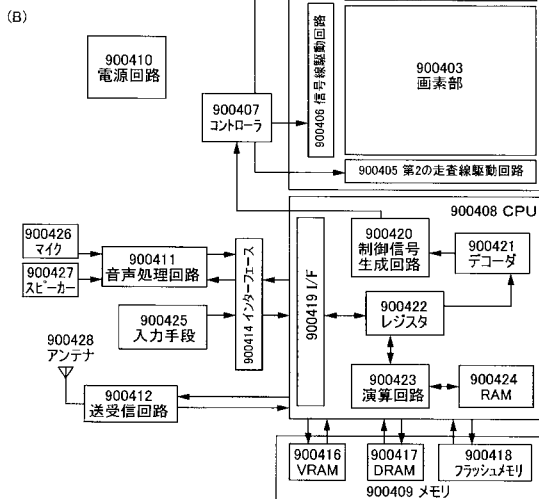 (B)
900410
電源回路
900407
コントローラ
900406 信号線駆動回路
900403
画素部
900405 第2の走査線駆動回路
900408 CPU
900426
マイク
900427
スピーカー
900411
音声処理回路
900425
入力手段
900414 インターフェース
900428
アンテナ
900412
送受信回路
900419 I/F
900420
制御信号
生成回路
900421
デコーダ
900422
レジスタ
900423
演算回路
900424
RAM
900416
VRAM
900417
DRAM
900418
フラッシュメモリ
900409 メモリ